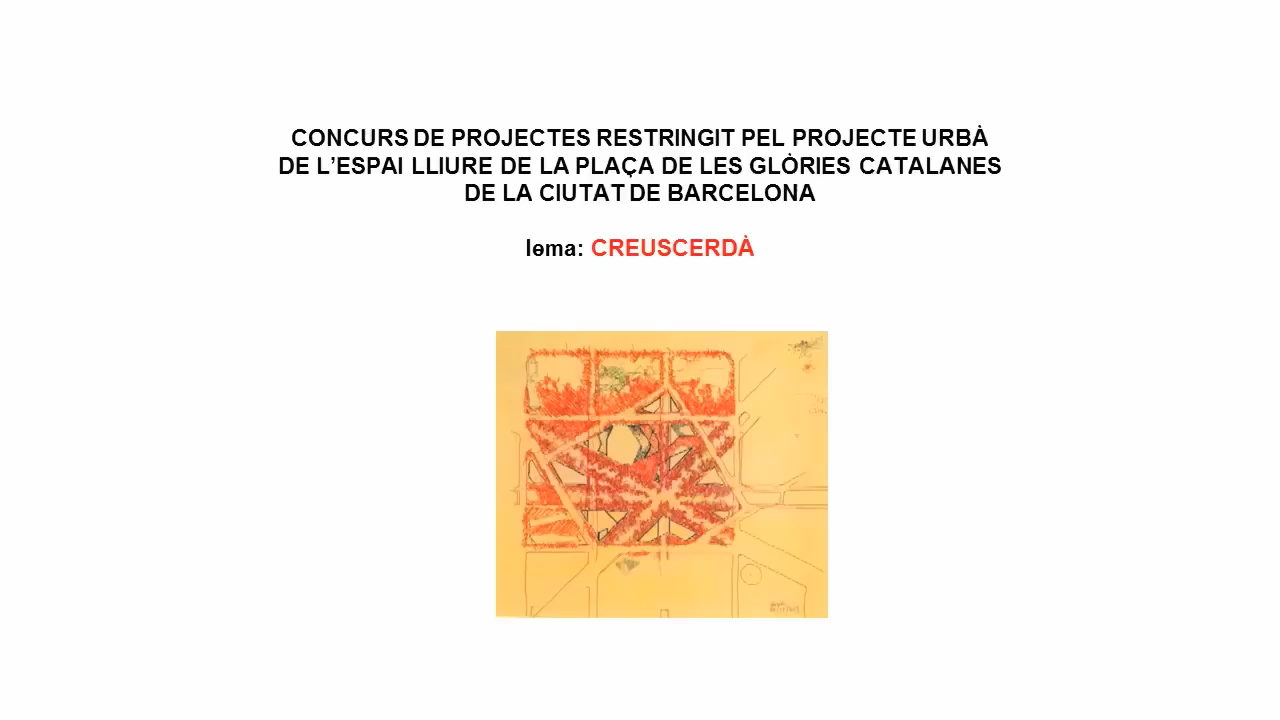 CONCURS DE PROJECTES RESTRINGIT PEL PROJECTE URBÀ
DE L’ESPAI LLIURE DE LA PLAÇA DE LES GLÒRIES CATALANES
DE LA CIUTAT DE BARCELONA
lema: CREUSCERDÀ